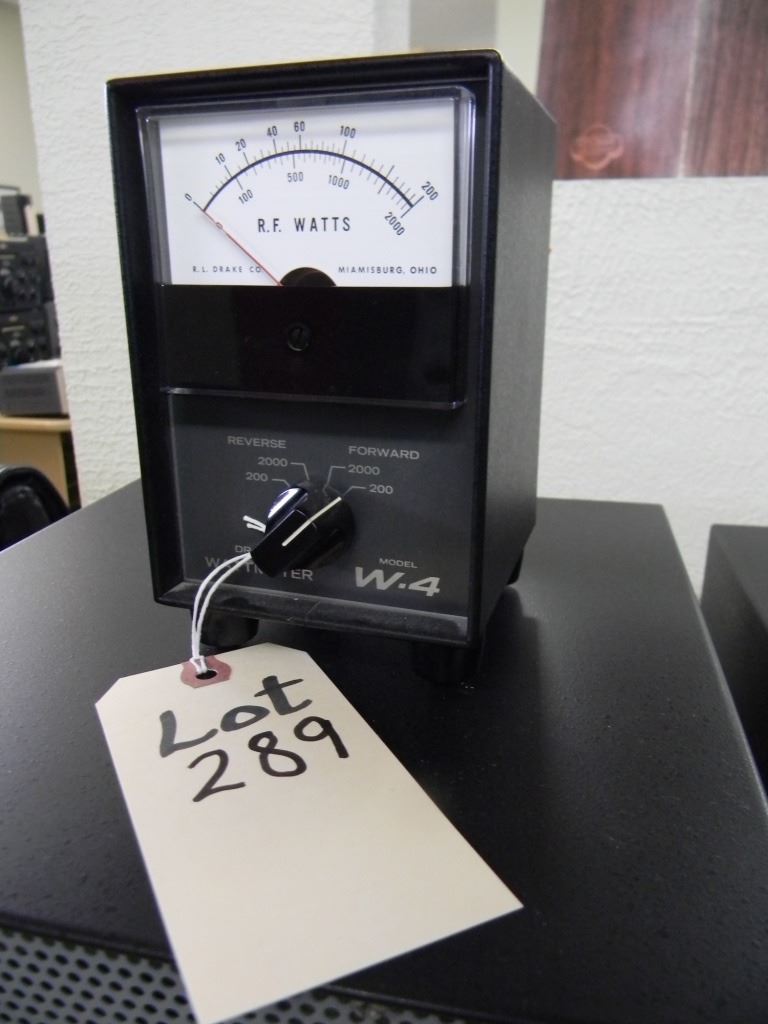 0 10 20 40 60 100 200
0 100 500 1000 2000
R.F. WATTS
R. L. DRAKE CO. MIAMISBURG, OHIO
REVERSE FORWARD
2000 2000
200 200
MODEL
W-4
Lot
289